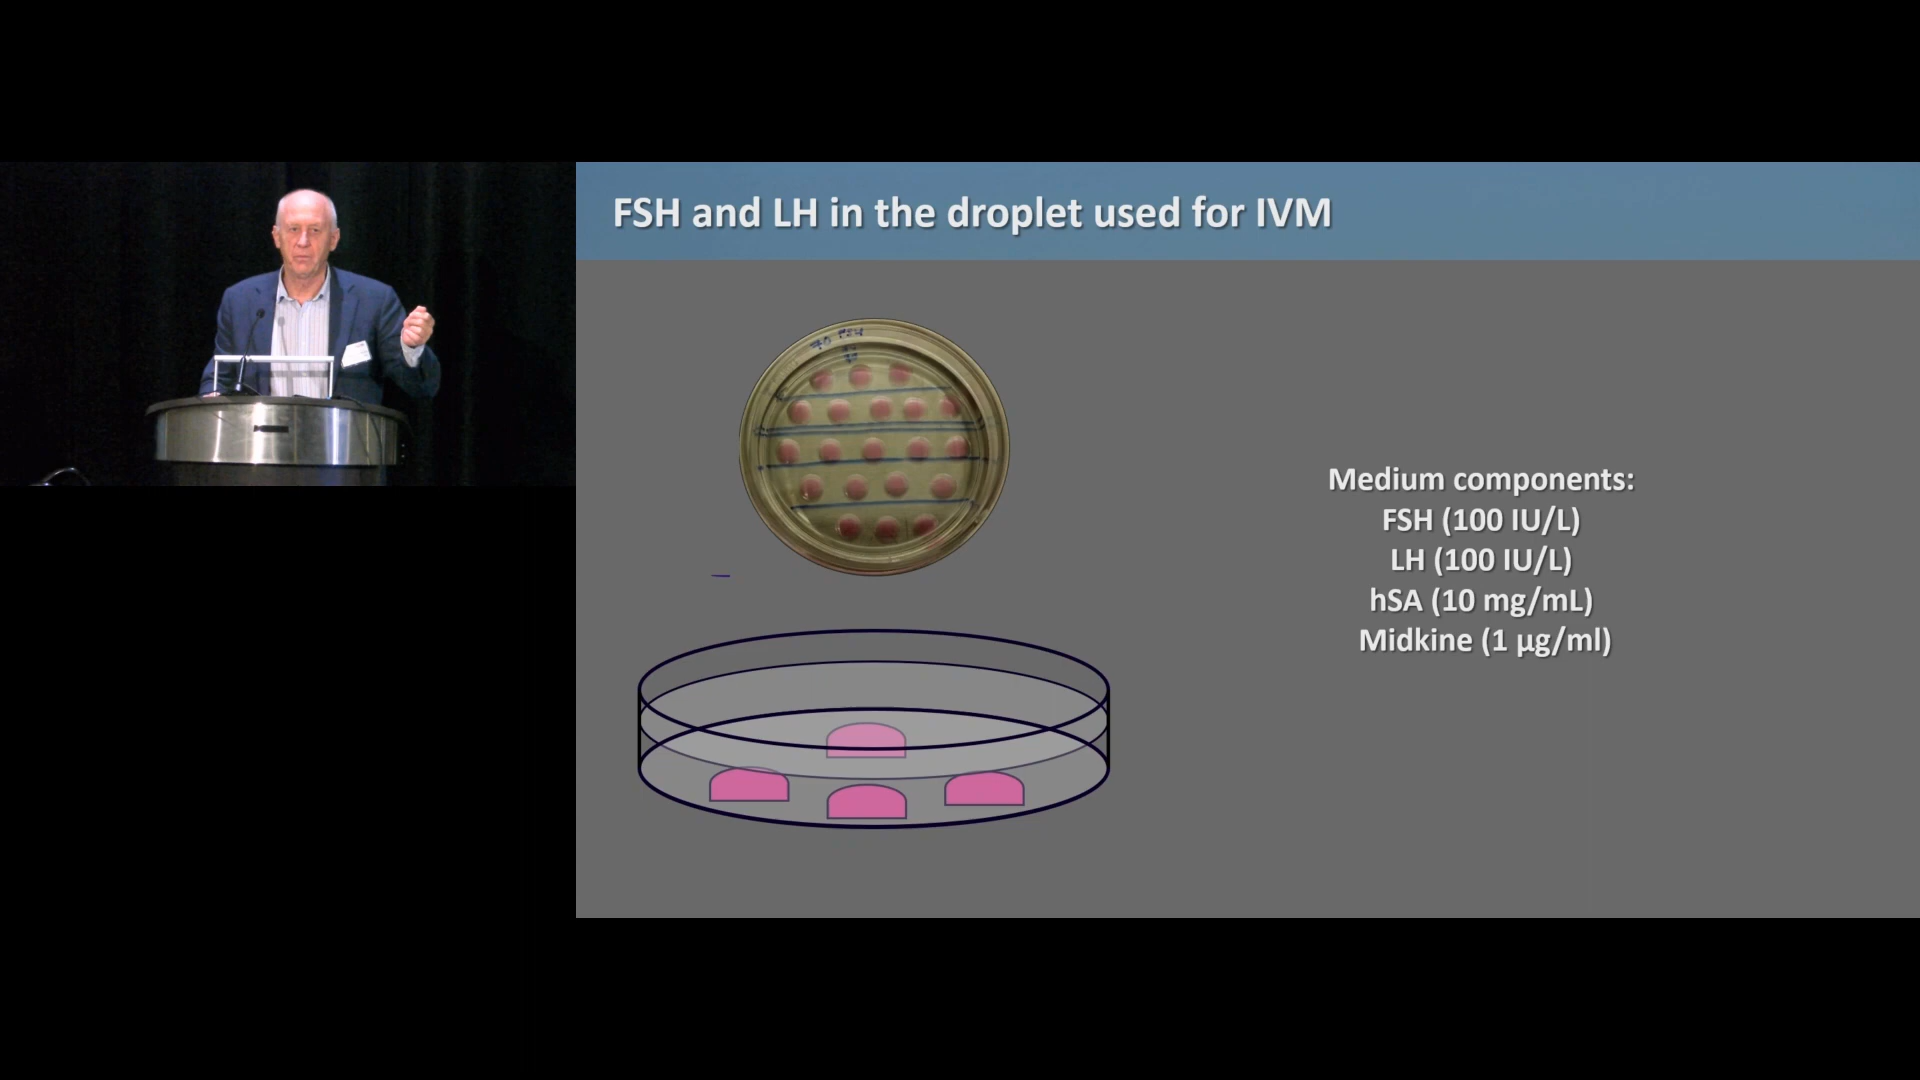 FSH and LH in the droplet used for IVM
Medium components:
FSH (100 IU/L)
LH (100 IU/L)
hSA (10 mg/mL)
Midkine (1 µg/ml)